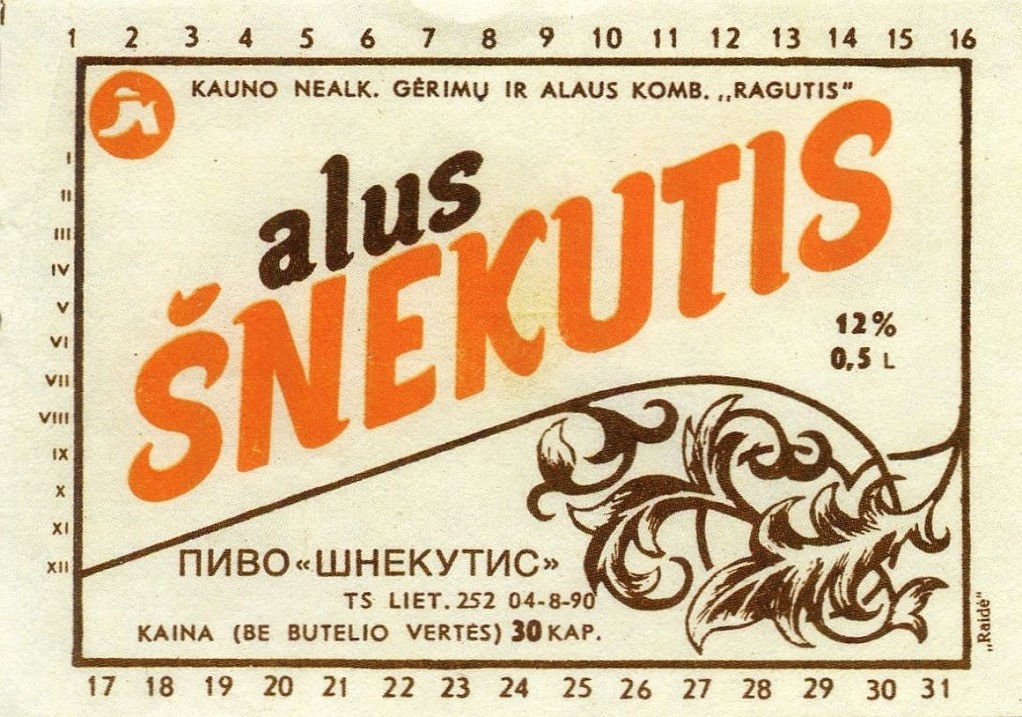 1 2 3 4 5 6 7 8 9 10 11 12 13 14 15 16
KAUNO NEALK. GĖRIMŲ IR ALAUS KOMB. „RAGUTIS"
alus
ŠNEKUTIS
12%
0,5 L
I
II
III
IV
V
VI
VII
VIII
IX
X
XI
XII
ПИВО «ШНЕКУТИС»
TS LIET. 252 04-8-90
KAINA (BE BUTELIO VERTĖS) 30 KAP.
„Raidė"
17 18 19 20 21 22 23 24 25 26 27 28 29 30 31